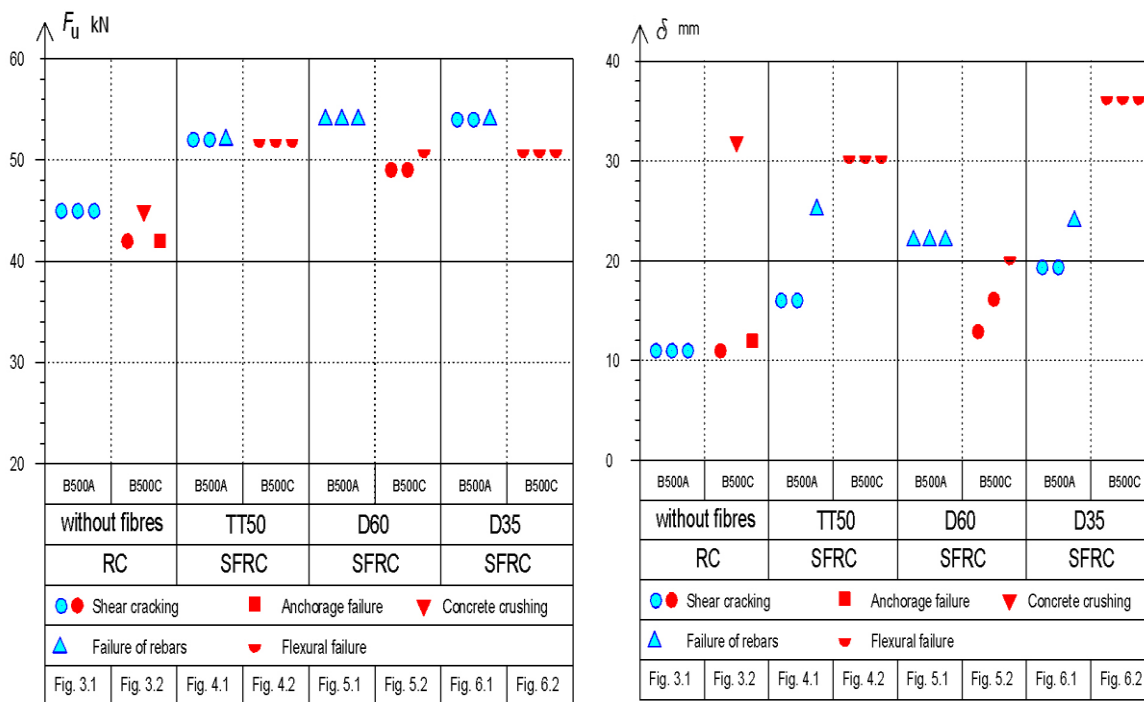 F_u kN
60
50
40
30
20
B500A B500C B500A B500C B500A B500C B500A B500C
without fibres TT50 D60 D35
RC SFRC SFRC SFRC
Shear cracking Anchorage failure Concrete crushing
Failure of rebars Flexural failure
Fig. 3.1 Fig. 3.2 Fig. 4.1 Fig. 4.2 Fig. 5.1 Fig. 5.2 Fig. 6.1 Fig. 6.2
δ mm
40
30
20
10
0
B500A B500C B500A B500C B500A B500C B500A B500C
without fibres TT50 D60 D35
RC SFRC SFRC SFRC
Shear cracking Anchorage failure Concrete crushing
Failure of rebars Flexural failure
Fig. 3.1 Fig. 3.2 Fig. 4.1 Fig. 4.2 Fig. 5.1 Fig. 5.2 Fig. 6.1 Fig. 6.2